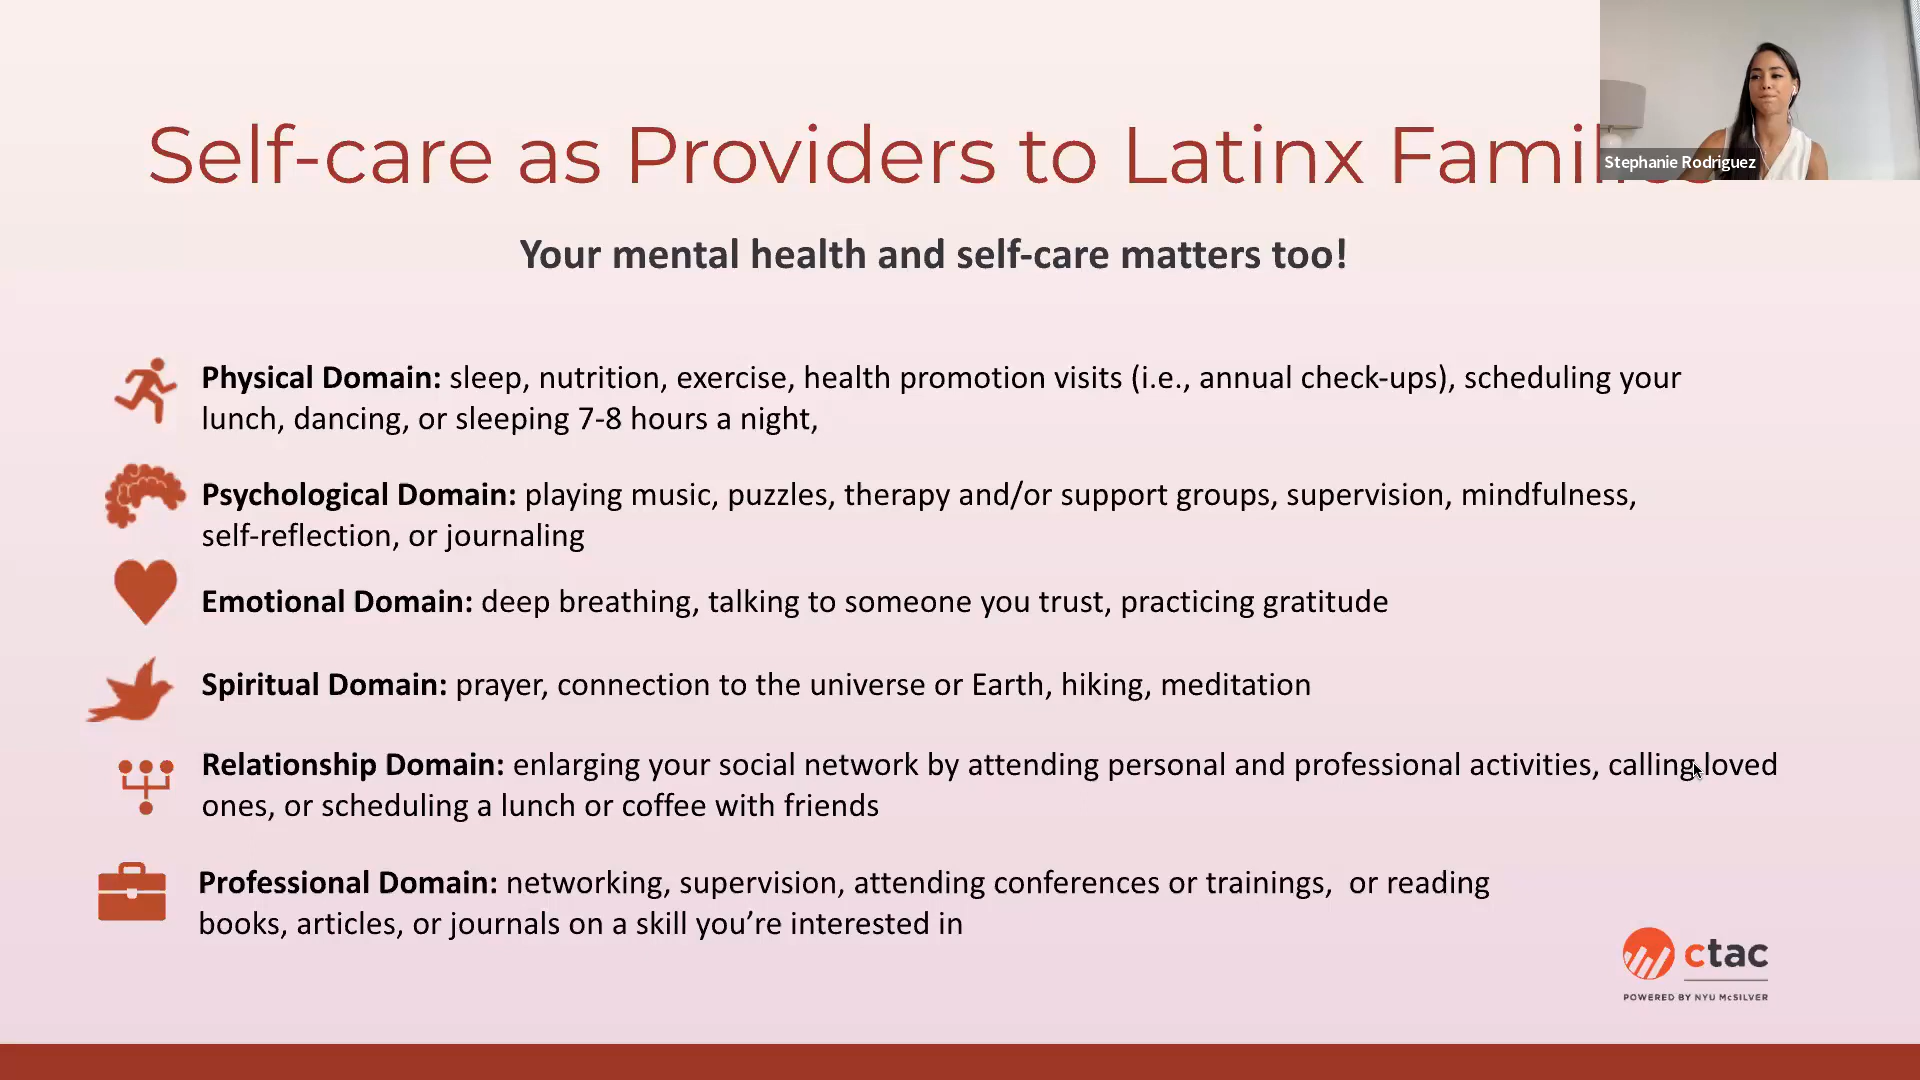 Self-care as Providers to Latinx Famil
Stephanie Rodriguez
Your mental health and self-care matters too!
Physical Domain: sleep, nutrition, exercise, health promotion visits (i.e., annual check-ups), scheduling your
lunch, dancing, or sleeping 7-8 hours a night,
Psychological Domain: playing music, puzzles, therapy and/or support groups, supervision, mindfulness,
self-reflection, or journaling
Emotional Domain: deep breathing, talking to someone you trust, practicing gratitude
Spiritual Domain: prayer, connection to the universe or Earth, hiking, meditation
Relationship Domain: enlarging your social network by attending personal and professional activities, calling loved
ones, or scheduling a lunch or coffee with friends
Professional Domain: networking, supervision, attending conferences or trainings, or reading
books, articles, or journals on a skill you’re interested in
ctac
POWERED BY NYU McSILVER